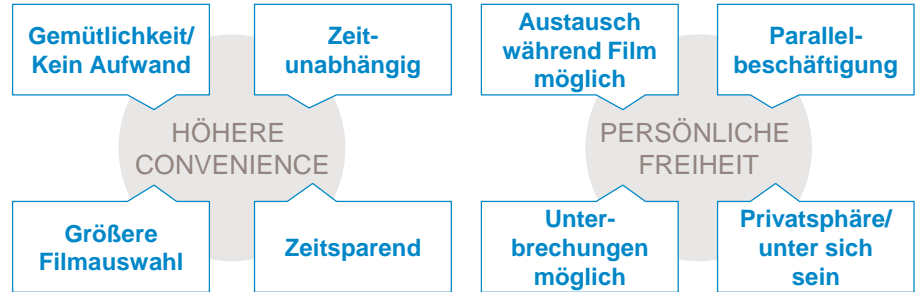 Gemütlichkeit/
Kein Aufwand
Zeit-
unabhängig
HÖHERE
CONVENIENCE
Größere
Filmauswahl
Zeitsparend
Austausch
während Film
möglich
Parallel-
beschäftigung
PERSÖNLICHE
FREIHEIT
Unter-
brechungen
möglich
Privatsphäre/
unter sich
sein